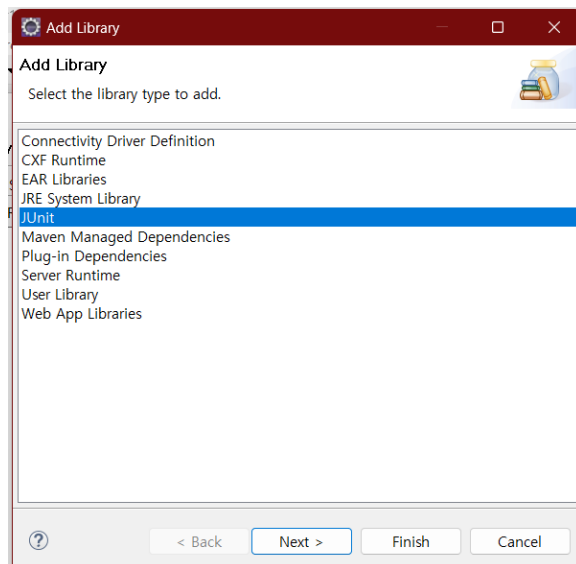 Add Library
Add Library
Select the library type to add.
Connectivity Driver Definition
CXF Runtime
EAR Libraries
JRE System Library
JUnit
Maven Managed Dependencies
Plug-in Dependencies
Server Runtime
User Library
Web App Libraries
? < Back Next > Finish Cancel